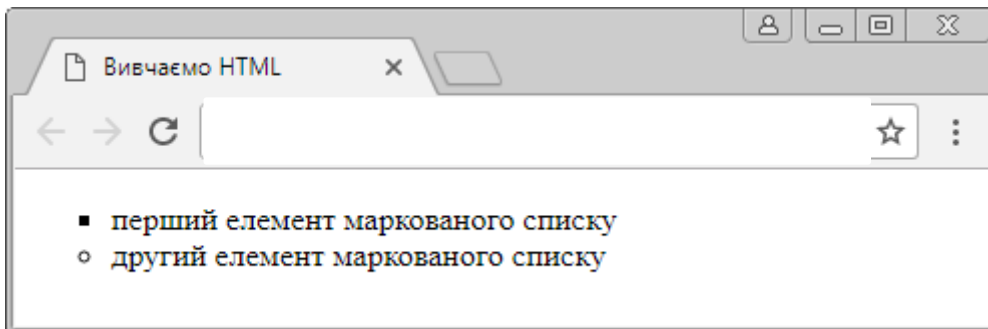 Вивчаємо HTML
перший елемент маркованого списку
другий елемент маркованого списку